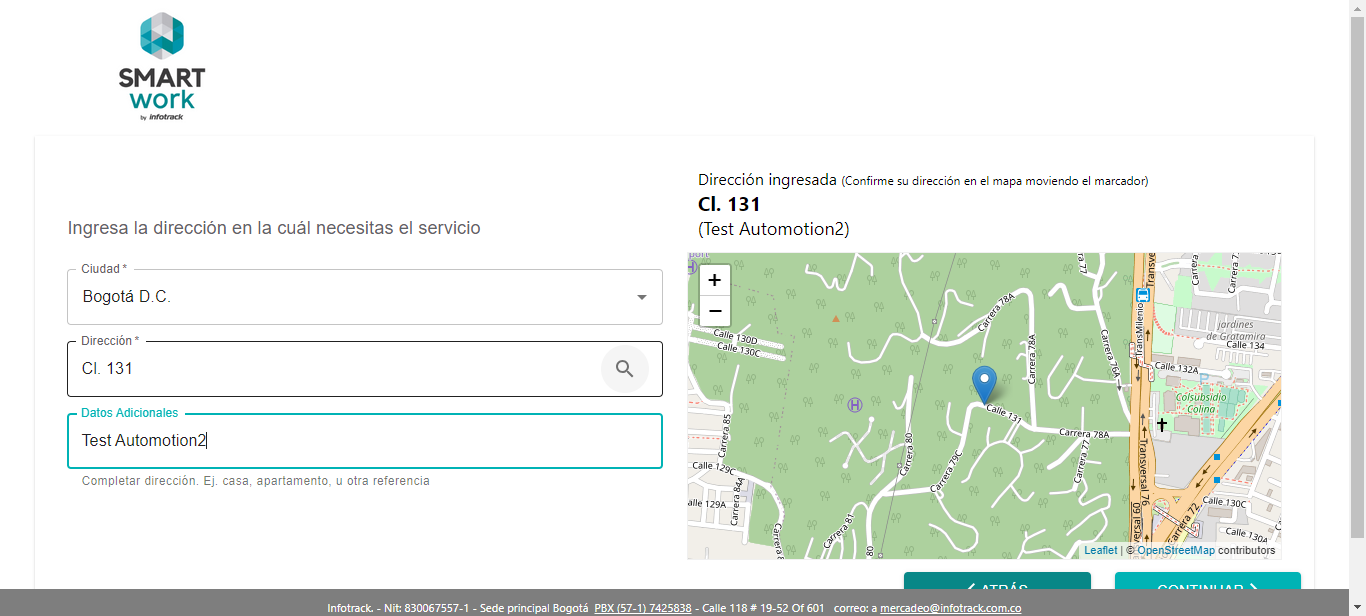 SMART
work
by infotrack
Ingresa la dirección en la cuál necesitas el servicio
Ciudad *
Bogotá D.C.
Dirección *
Cl. 131
Datos Adicionales
Test Automotion2
Completar dirección. Ej. casa, apartamento, u otra referencia
Dirección ingresada (Confirme su dirección en el mapa moviendo el marcador)
Cl. 131
(Test Automotion2)
+
−
Calle 130D
Calle 130C
Carrera 78A
Carrera 78A
Carrera 77
Carrera 76A
TransMilenio
Jardines
de Gratamira
Calle 134
Calle 132A
Colsubsidio
Colina
Calle 131
Carrera 78A
Carrera 77
Carrera 85
Carrera 80
Carrera 79C
Calle 129C
Carrera 84A
alle 129A
Carrera 81
80
Transversal 76
Transversal 60
Carrera 72
Calle 130C
Calle 130A
Leaflet | © OpenStreetMap contributors
ATRÁS
CONTINUAR
Infotrack. - Nit: 830067557-1 - Sede principal Bogotá PBX (57-1) 7425838 - Calle 118 # 19-52 Of 601 correo: a mercadeo@infotrack.com.co